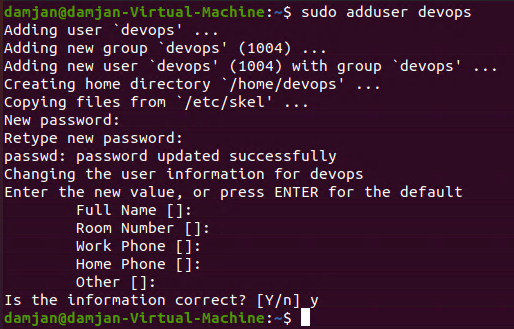 damjan@damjan-Virtual-Machine:~$ sudo adduser devops
Adding user `devops' ...
Adding new group `devops' (1004) ...
Adding new user `devops' (1004) with group `devops' ...
Creating home directory `/home/devops' ...
Copying files from `/etc/skel' ...
New password:
Retype new password:
passwd: password updated successfully
Changing the user information for devops
Enter the new value, or press ENTER for the default
        Full Name []:
        Room Number []:
        Work Phone []:
        Home Phone []:
        Other []:
Is the information correct? [Y/n] y
damjan@damjan-Virtual-Machine:~$